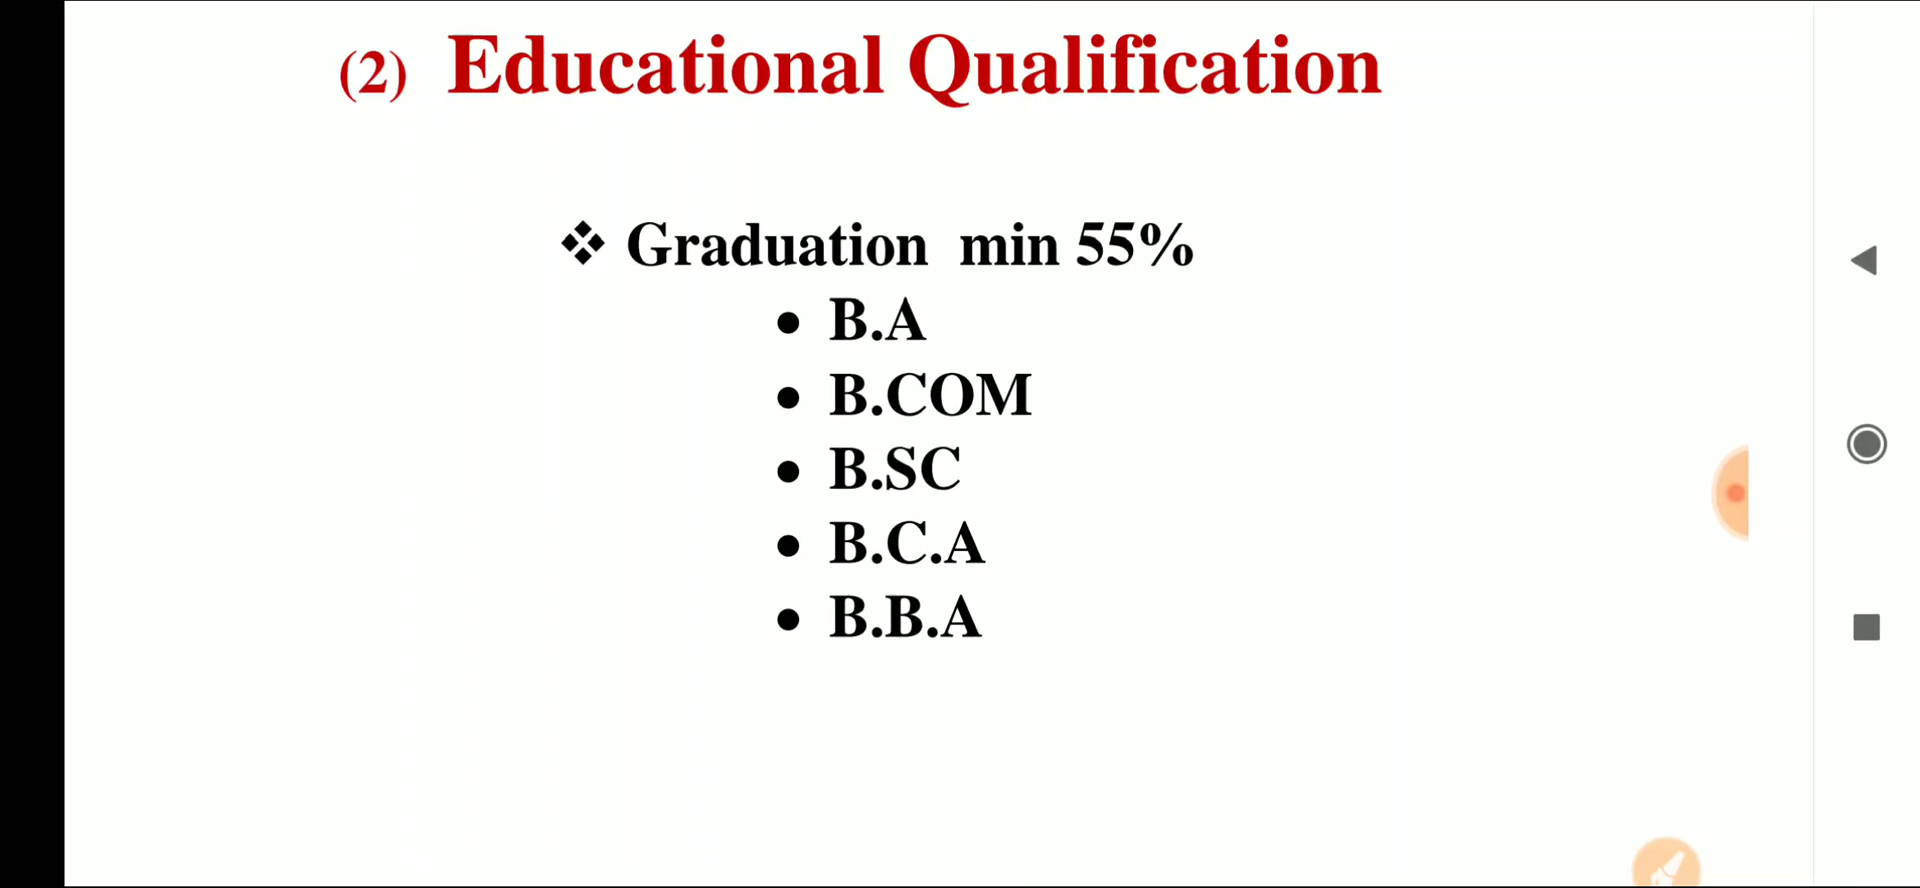 (2) Educational Qualification
❖ Graduation min 55%
• B.A
• B.COM
• B.SC
• B.C.A
• B.B.A